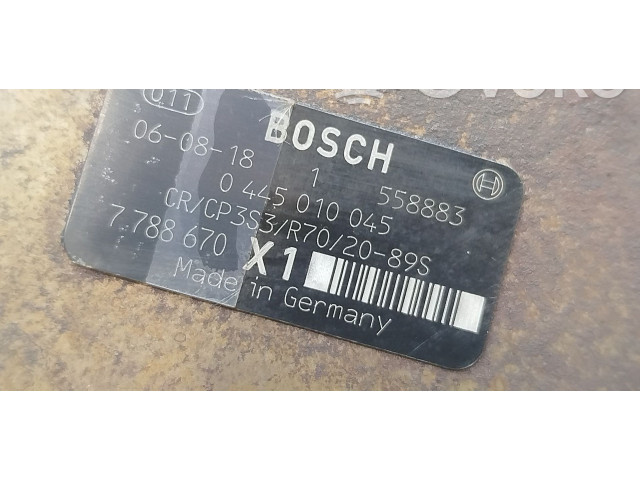 011
BOSCH
06-08-18 1 558883
0 445 010 045
CR/CP3S3/R70/20-89S
7 788 670 X1
Made in Germany